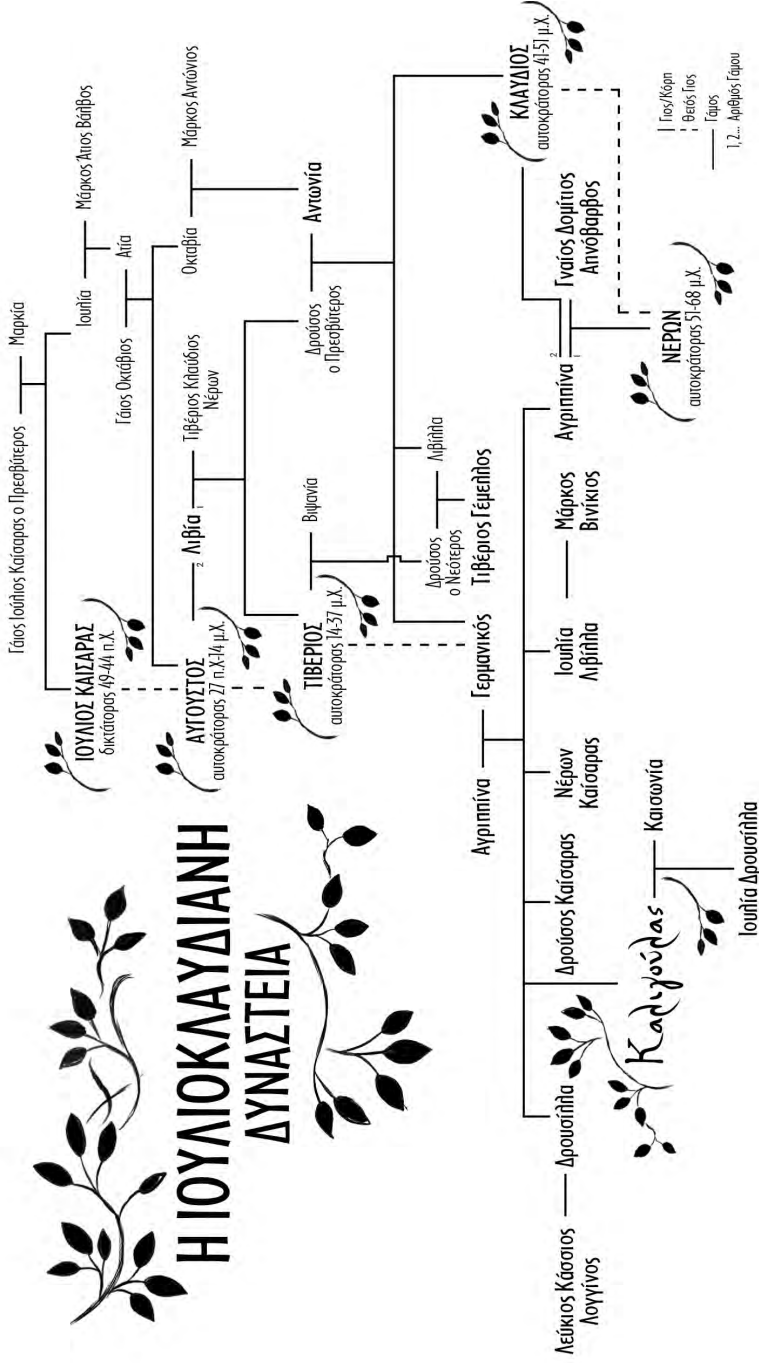 Η ΙΟΥΛΙΟΚΛΑΥΔΙΑΝΗ
ΔΥΝΑΣΤΕΙΑ
Γάιος Ιούλιος Καίσαρας ο Πρεσβύτερος
Μαρκία
ΙΟΥΛΙΟΣ ΚΑΙΣΑΡΑΣ
δικτάτορας 49-44 π.Χ.
Ιουλία
Μάρκος Άτιος Βάλβος
Γάιος Οκτάβιος
Ατία
ΑΥΓΟΥΣΤΟΣ
αυτοκράτορας 27 π.Χ-14 μ.Χ.
2
Λιβία
1
Τιβέριος Κλαύδιος
Νέρων
Οκταβία
Μάρκος Αντώνιος
ΤΙΒΕΡΙΟΣ
αυτοκράτορας 14-37 μ.Χ.
Βιψανία
Δρούσος
ο Πρεσβύτερος
Αντωνία
Δρούσος
ο Νεότερος
Λιβίλλα
Τιβέριος Γέμελλος
Αγριππίνα
Γερμανικός
ΚΛΑΥΔΙΟΣ
αυτοκράτορας 41-51 μ.Χ.
Λεύκιος Κάσσιος
Λογγίνος
Δρουσίλλα
Δρούσος Καίσαρας
Νέρων
Καίσαρας
Ιουλία
Λιβίλλα
Μάρκος
Βινίκιος
Αγριππίνα
2
1
Γναίος Δομίτιος
Αηνόβαρβος
Καλιγούλας
Καισωνία
ΝΕΡΩΝ
αυτοκράτορας 51-68 μ.Χ.
Ιουλία Δρουσίλλα
Γιος/Κόρη
Θετός Γιος
Γάμος
1,2... Αριθμός Γάμου